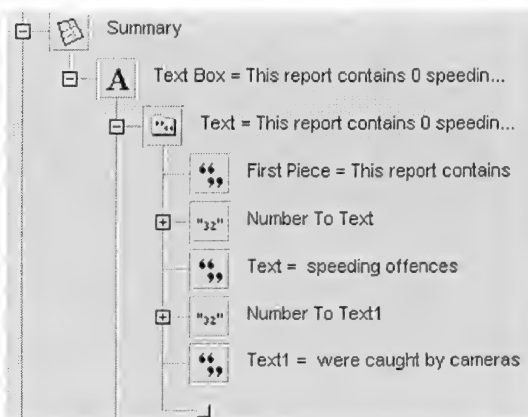 Summary
A Text Box = This report contains 0 speedin...
Text = This report contains 0 speedin...
First Piece = This report contains
"32" Number To Text
Text = speeding offences
"32" Number To Text1
Text1 = were caught by cameras